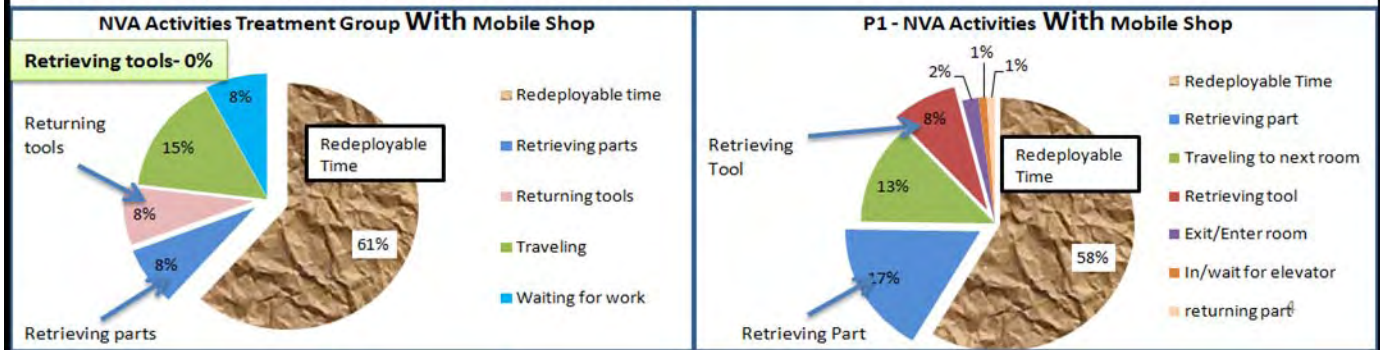 NVA Activities Treatment Group With Mobile Shop
Retrieving tools- 0%
8%
Returning
tools
15%
8%
8%
Retrieving parts
Redeployable
Time
61%
Redeployable time
Retrieving parts
Returning tools
Traveling
Waiting for work
P1 - NVA Activities With Mobile Shop
1%
2%
1%
8%
Retrieving
Tool
13%
17%
Retrieving Part
Redeployable
Time
58%
Redeployable Time
Retrieving part
Traveling to next room
Retrieving tool
Exit/Enter room
In/wait for elevator
returning part